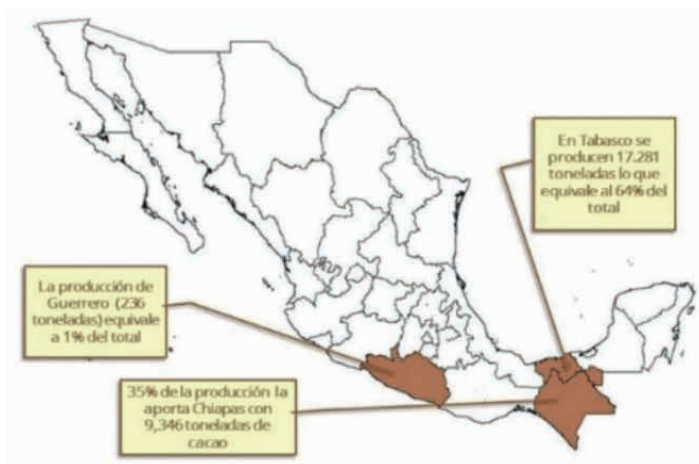 En Tabasco se
producen 17.281
toneladas lo que
equivale al 64% del
total
La producción de
Guerrero (236
toneladas) equivale
a 1% del total
35% de la producción la
aporta Chiapas con
9,346 toneladas de
cacao